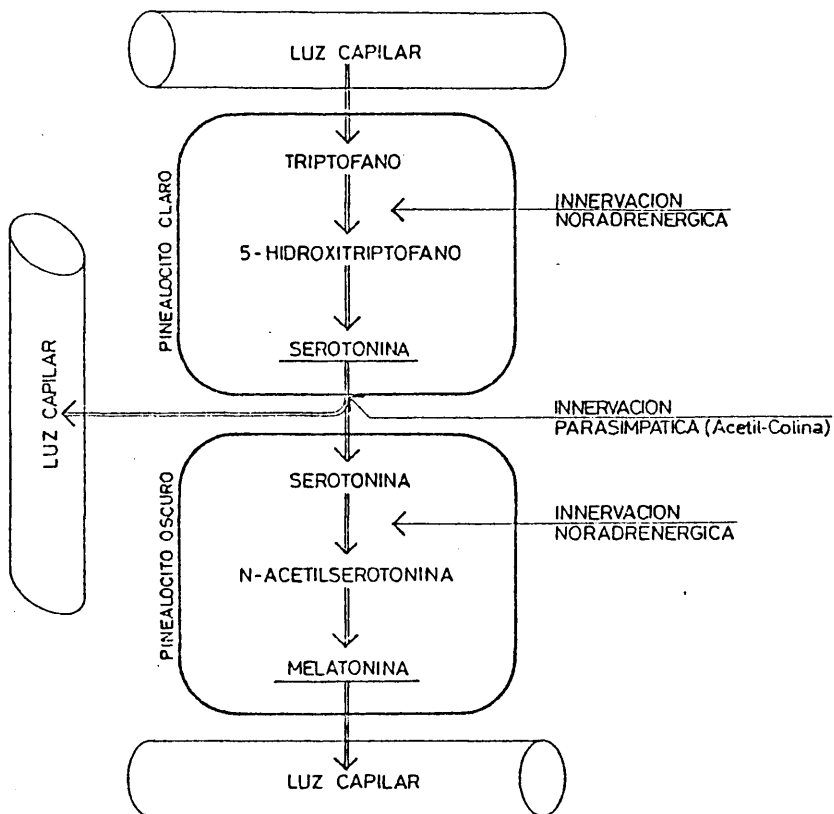 LUZ CAPILAR
PINEALOCITO CLARO
TRIPTOFANO
INNERVACION
NORADRENERGICA
5-HIDROXITRIPTOFANO
SEROTONINA
LUZ CAPILAR
INNERVACION
PARASIMPATICA (Acetil-Colina)
PINEALOCITO OSCURO
SEROTONINA
INNERVACION
NORADRENERGICA
N-ACETILSEROTONINA
MELATONINA
LUZ CAPILAR